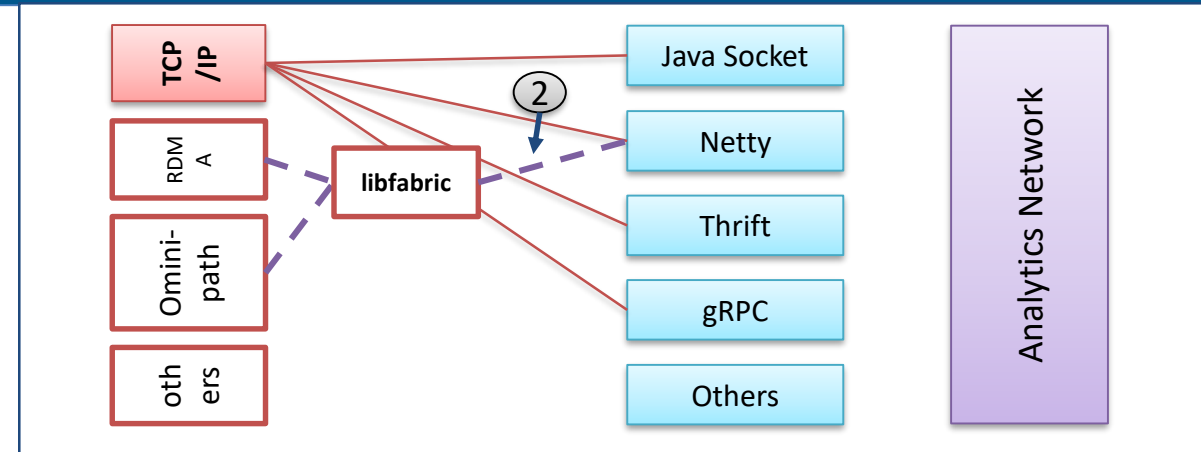 TCP
/IP
RDM
A
Omini-
path
oth
ers
libfabric
2
Java Socket
Netty
Thrift
gRPC
Others
Analytics Network